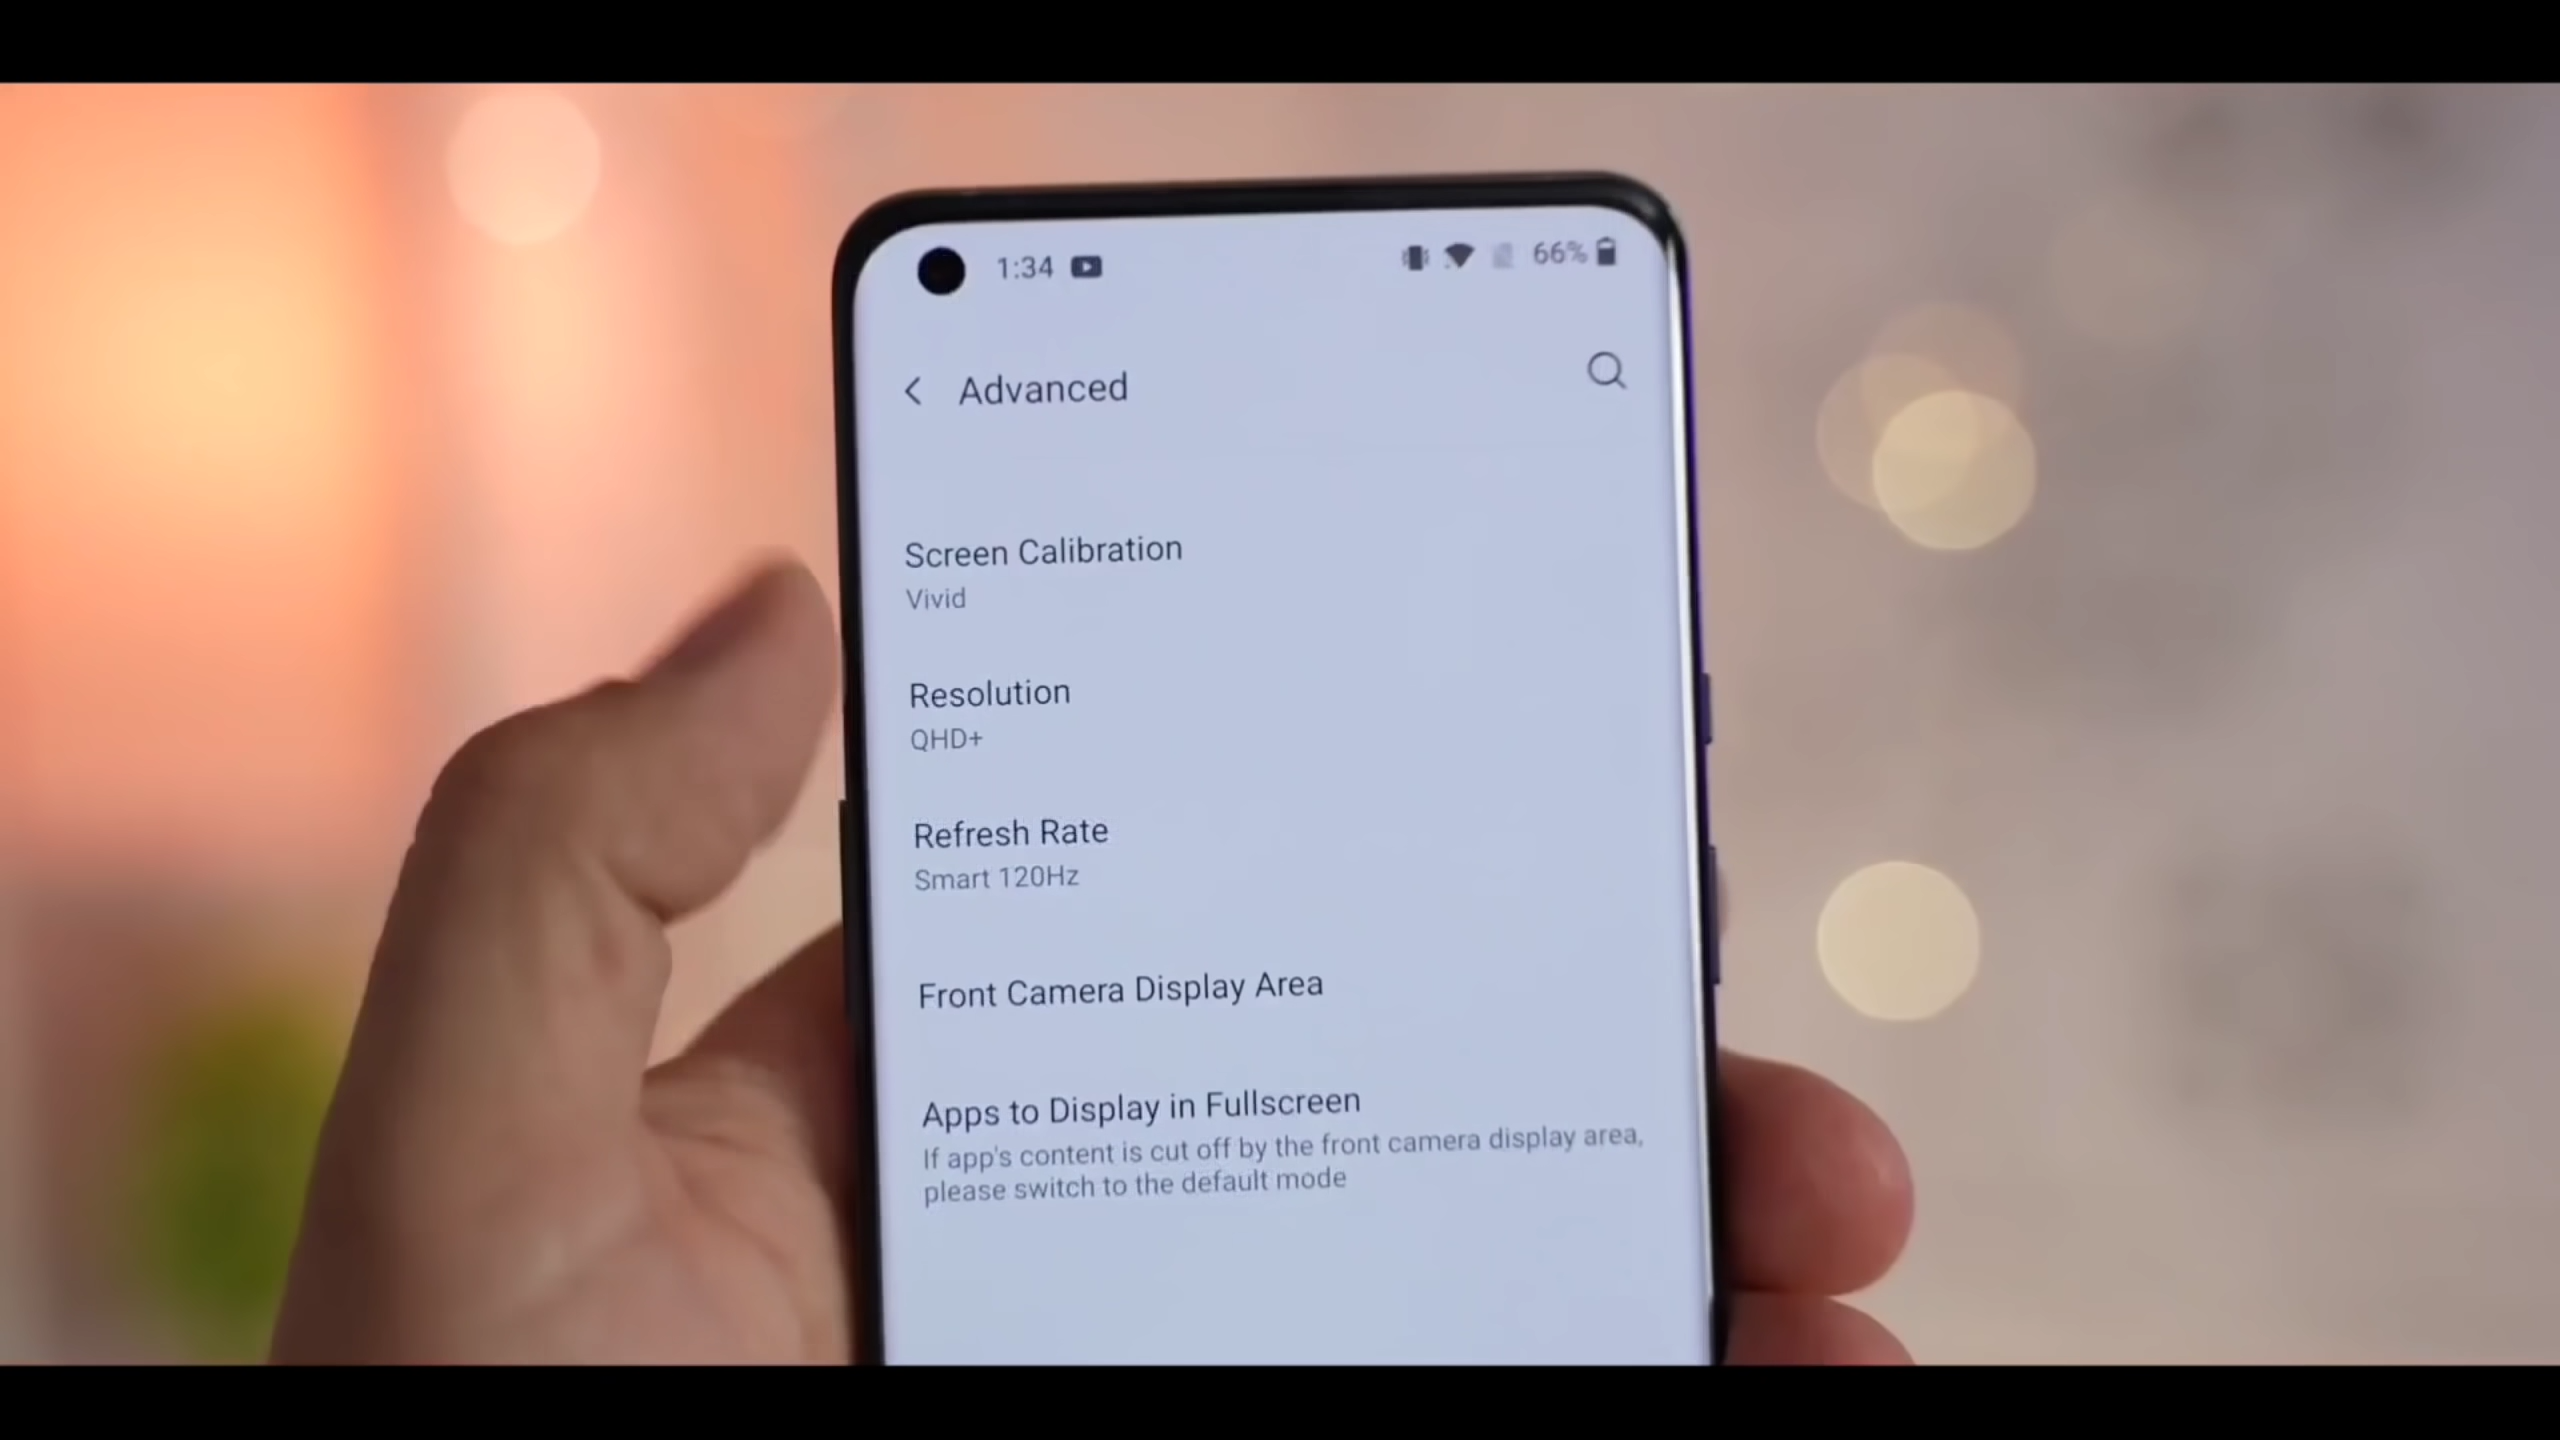 1:34 66%
Advanced
Screen Calibration
Vivid
Resolution
QHD+
Refresh Rate
Smart 120Hz
Front Camera Display Area
Apps to Display in Fullscreen
If app's content is cut off by the front camera display area,
please switch to the default mode